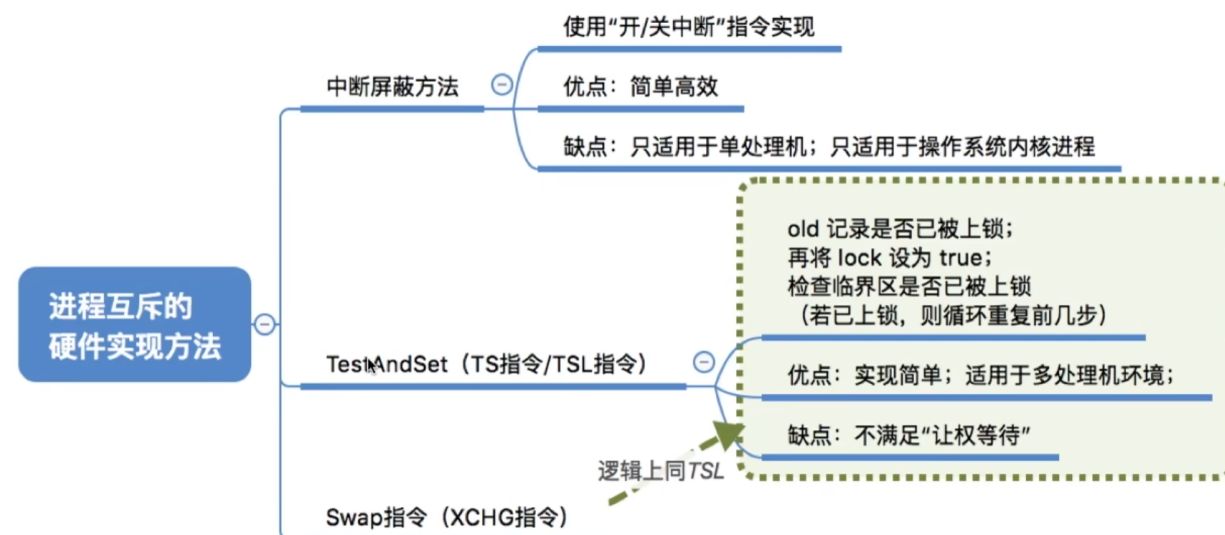 使用“开/关中断”指令实现
中断屏蔽方法
优点：简单高效
缺点：只适用于单处理机；只适用于操作系统内核进程
old 记录是否已被上锁；
再将 lock 设为 true；
检查临界区是否已被上锁
（若已上锁，则循环重复前几步）
进程互斥的
硬件实现方法
TestAndSet（TS指令/TSL指令）
优点：实现简单；适用于多处理机环境；
缺点：不满足“让权等待”
逻辑上同TSL
Swap指令（XCHG指令）